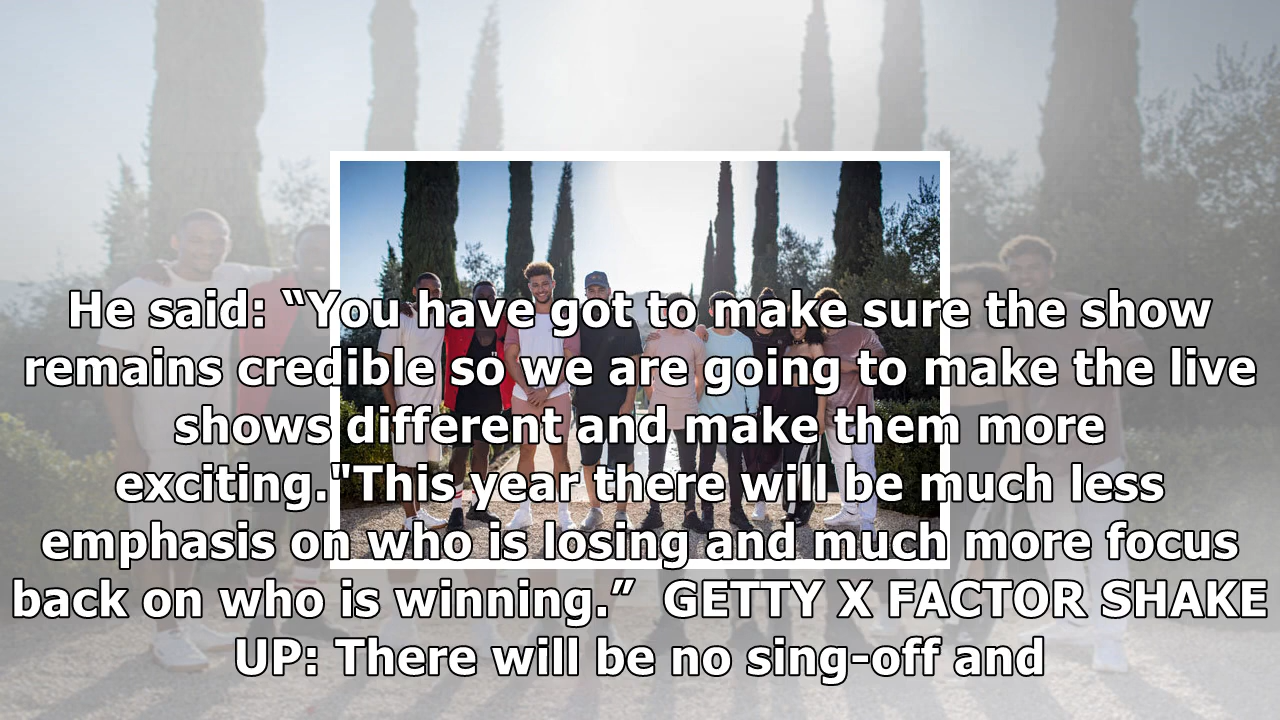 He said: “You have got to make sure the show
remains credible so we are going to make the live
shows different and make them more
exciting."This year there will be much less
emphasis on who is losing and much more focus
back on who is winning.”  GETTY X FACTOR SHAKE
UP: There will be no sing-off and